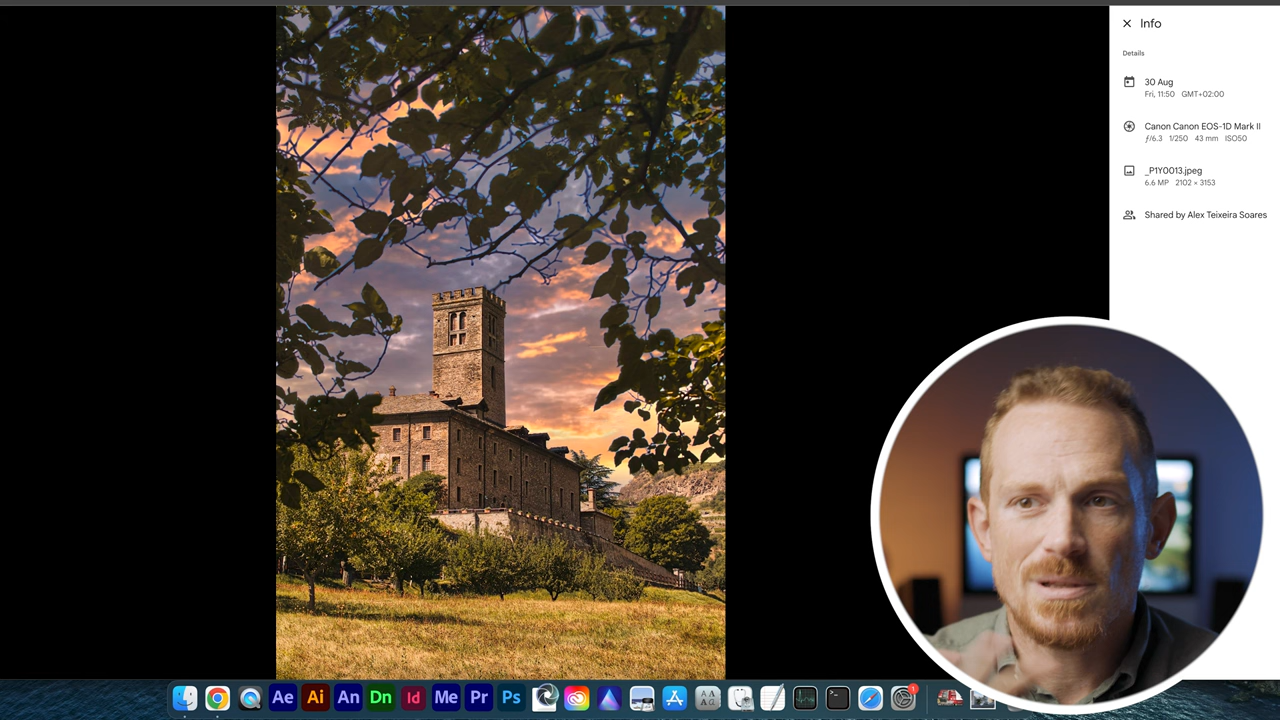 Info
Details
30 Aug
Fri, 11:50 GMT+02:00
Canon Canon EOS-1D Mark II
ƒ/6.3 1/250 43 mm ISO50
_P1Y0013.jpeg
6.6 MP 2102 × 3153
Shared by Alex Teixeira Soares
Ae Ai An Dn Id Me Pr Ps 1